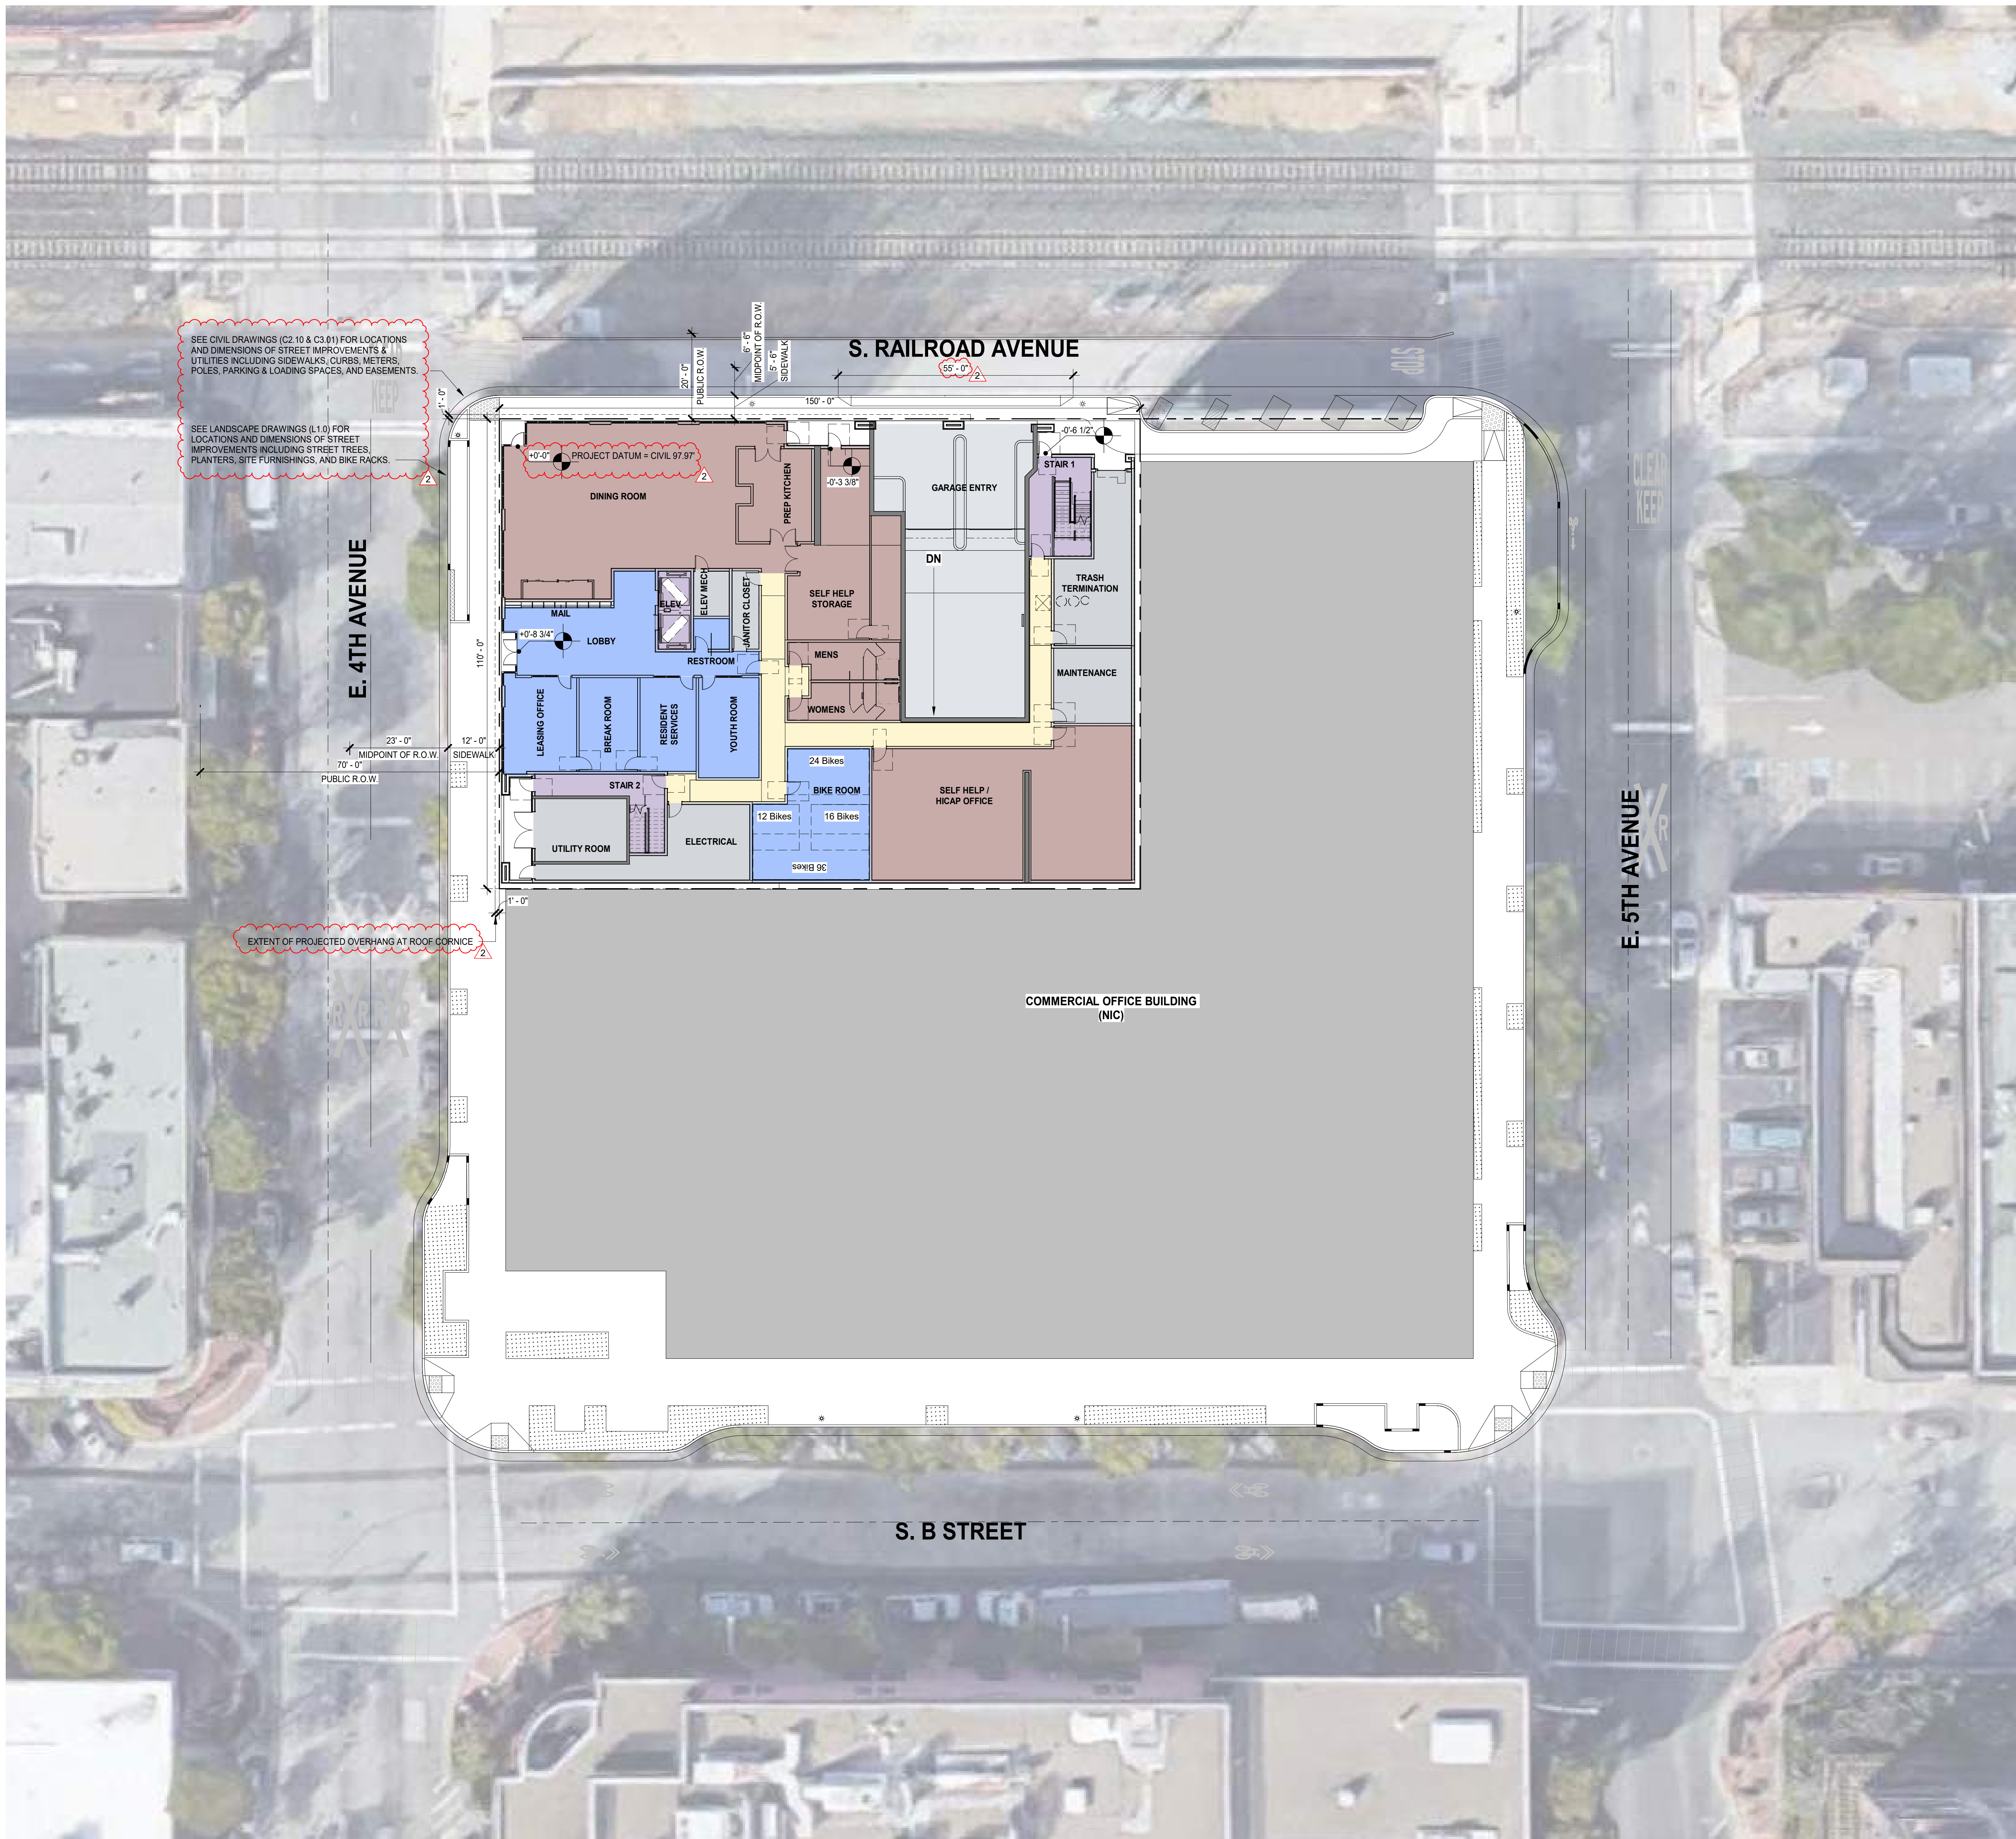 SEE CIVIL DRAWINGS (C2.10 & C3.01) FOR LOCATIONS
AND DIMENSIONS OF STREET IMPROVEMENTS &
UTILITIES INCLUDING SIDEWALKS, CURBS, METERS,
POLES, PARKING & LOADING SPACES, AND EASEMENTS.
SEE LANDSCAPE DRAWINGS (L1.0) FOR
LOCATIONS AND DIMENSIONS OF STREET
IMPROVEMENTS INCLUDING STREET TREES,
PLANTERS, SITE FURNISHINGS, AND BIKE RACKS.
2
KEEP
1' - 0"
20' - 0"
PUBLIC R.O.W.
6' - 6"
MIDPOINT OF R.O.W.
5' - 6"
SIDEWALK
S. RAILROAD AVENUE
55' - 0"
2
150' - 0"
STOP
+0'-0"
PROJECT DATUM = CIVIL 97.97'
2
DINING ROOM
PREP KITCHEN
-0'-3 3/8"
GARAGE ENTRY
-0'-6 1/2"
STAIR 1
DN
CLEAR
KEEP
E. 4TH AVENUE
110' - 0"
MAIL
+0'-8 3/4"
LOBBY
ELEV
ELEV MECH
JANITOR CLOSET
RESTROOM
SELF HELP
STORAGE
MENS
WOMENS
TRASH
TERMINATION
MAINTENANCE
LEASING OFFICE
BREAK ROOM
RESIDENT
SERVICES
YOUTH ROOM
23' - 0"
MIDPOINT OF R.O.W.
12' - 0"
SIDEWALK
70' - 0"
PUBLIC R.O.W.
STAIR 2
UTILITY ROOM
ELECTRICAL
24 Bikes
BIKE ROOM
12 Bikes
16 Bikes
36 Bikes
SELF HELP /
HICAP OFFICE
E. 5TH AVENUE
R
1' - 0"
EXTENT OF PROJECTED OVERHANG AT ROOF CORNICE
2
R R R R
COMMERCIAL OFFICE BUILDING
(NIC)
S. B STREET